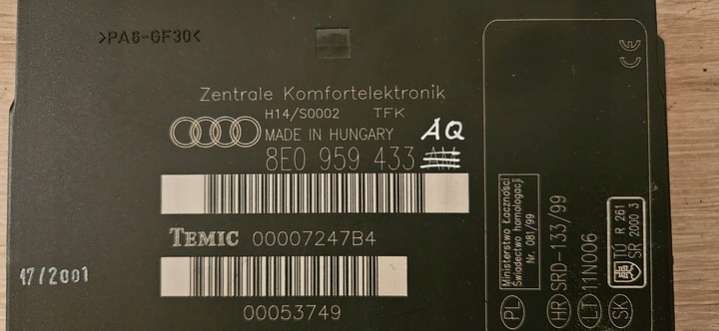 >PA6-GF30<
Zentrale Komfortelektronik
H14/S0002 TFK
MADE IN HUNGARY
AQ
8E0 959 433 AM
TEMIC 00007247B4
17/2001
00053749
CE
Ministerstwo Łączności
Świadectwo homologacji
Nr. 081/99
PL
HR SRD-133/99
LT 11N006
TÚ R 261
SR 2000 3
SK